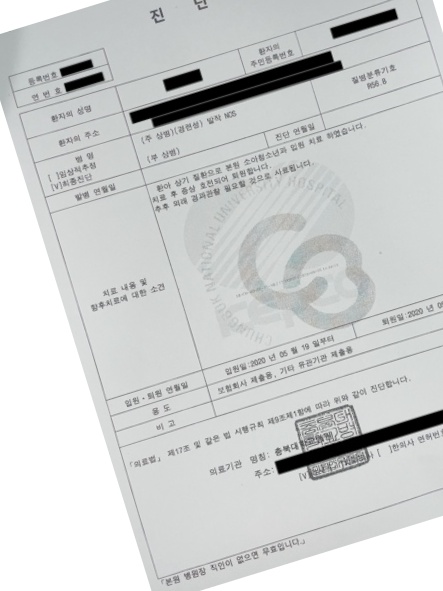 진 단
등록번호
연 번 호
환자의 성명
환자의
주민등록번호
환자의 주소
병 명
[ ]임상적추정
[V]최종진단
(주 상병)(경련성) 발작 NOS
(부 상병)
질병분류기호
R56.8
발병 연월일
진단 연월일
치료 내용 및
향후치료에 대한 소견
환아 상기 질환으로 본원 소아청소년과 입원 치료 하였습니다.
치료 후 증상 호전되어 퇴원합니다.
추후 외래 경과관찰 필요할 것으로 사료됩니다.
CHUNGBUK NATIONAL UNIVERSITY HOSPITAL
입원·퇴원 연월일
입원일:2020 년 05 월 19 일부터
퇴원일:2020 년 05
용 도
보험회사 제출용, 기타 유관기관 제출용
비 고
「의료법」 제17조 및 같은 법 시행규칙 제9조제1항에 따라 위와 같이 진단합니다.
의료기관 명칭: 충북대
주소:
[V] [ ]한의사 면허번호
「본원 병원장 직인이 없으면 무효입니다.」